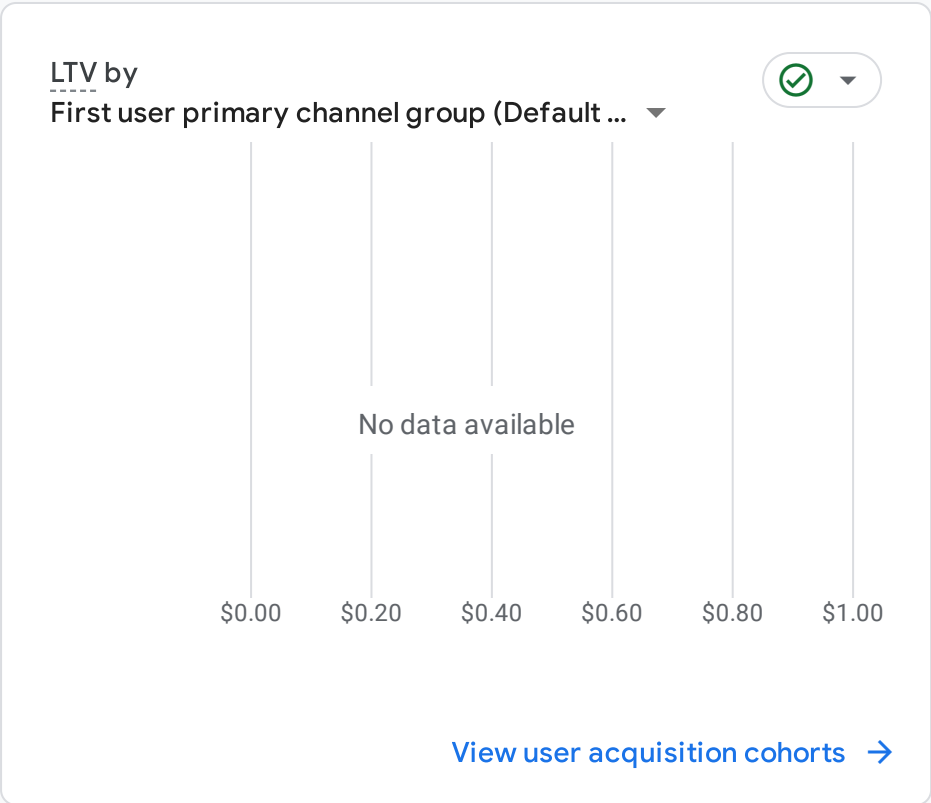 LTV by
First user primary channel group (Default ...
No data available
$0.00 $0.20 $0.40 $0.60 $0.80 $1.00
View user acquisition cohorts